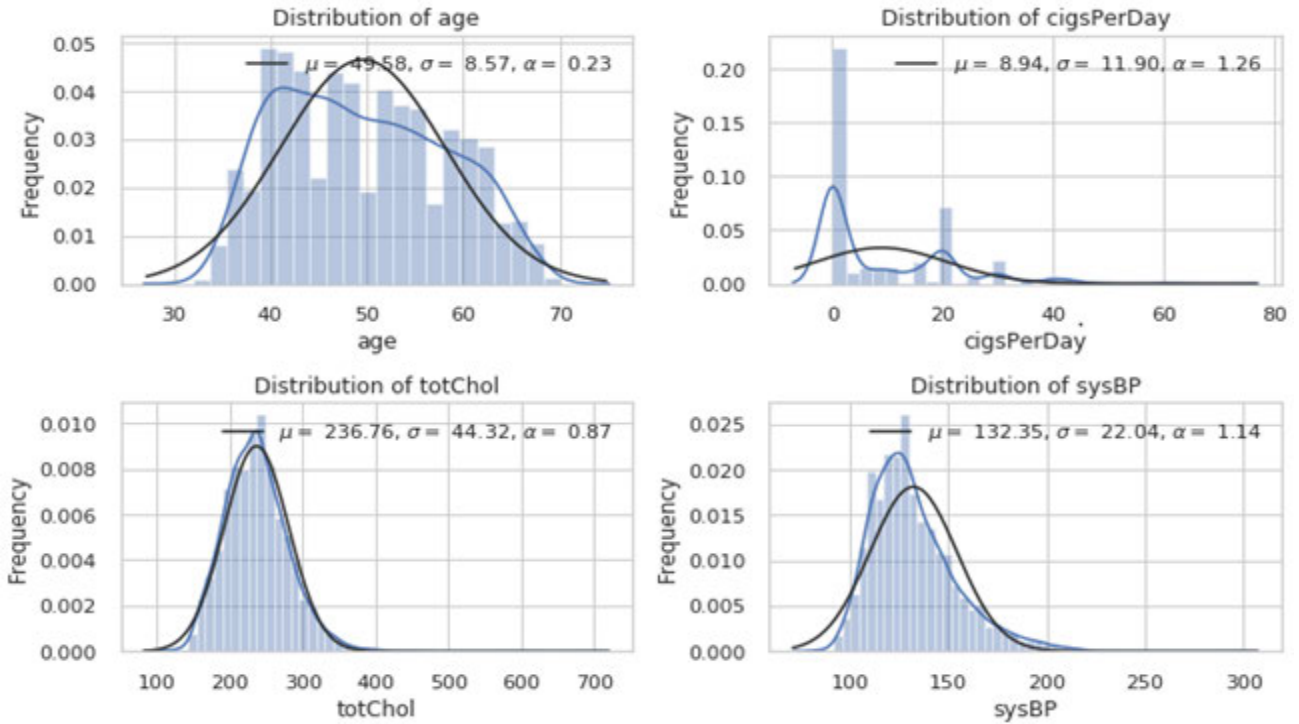 Distribution of age
μ = 49.58, σ = 8.57, α = 0.23
0.05
0.04
0.03
0.02
0.01
0.00
Frequency
30 40 50 60 70
age
Distribution of cigsPerDay
μ = 8.94, σ = 11.90, α = 1.26
0.20
0.15
0.10
0.05
0.00
Frequency
0 20 40 60 80
cigsPerDay
Distribution of totChol
μ = 236.76, σ = 44.32, α = 0.87
0.010
0.008
0.006
0.004
0.002
0.000
Frequency
100 200 300 400 500 600 700
totChol
Distribution of sysBP
μ = 132.35, σ = 22.04, α = 1.14
0.025
0.020
0.015
0.010
0.005
0.000
Frequency
100 150 200 250 300
sysBP